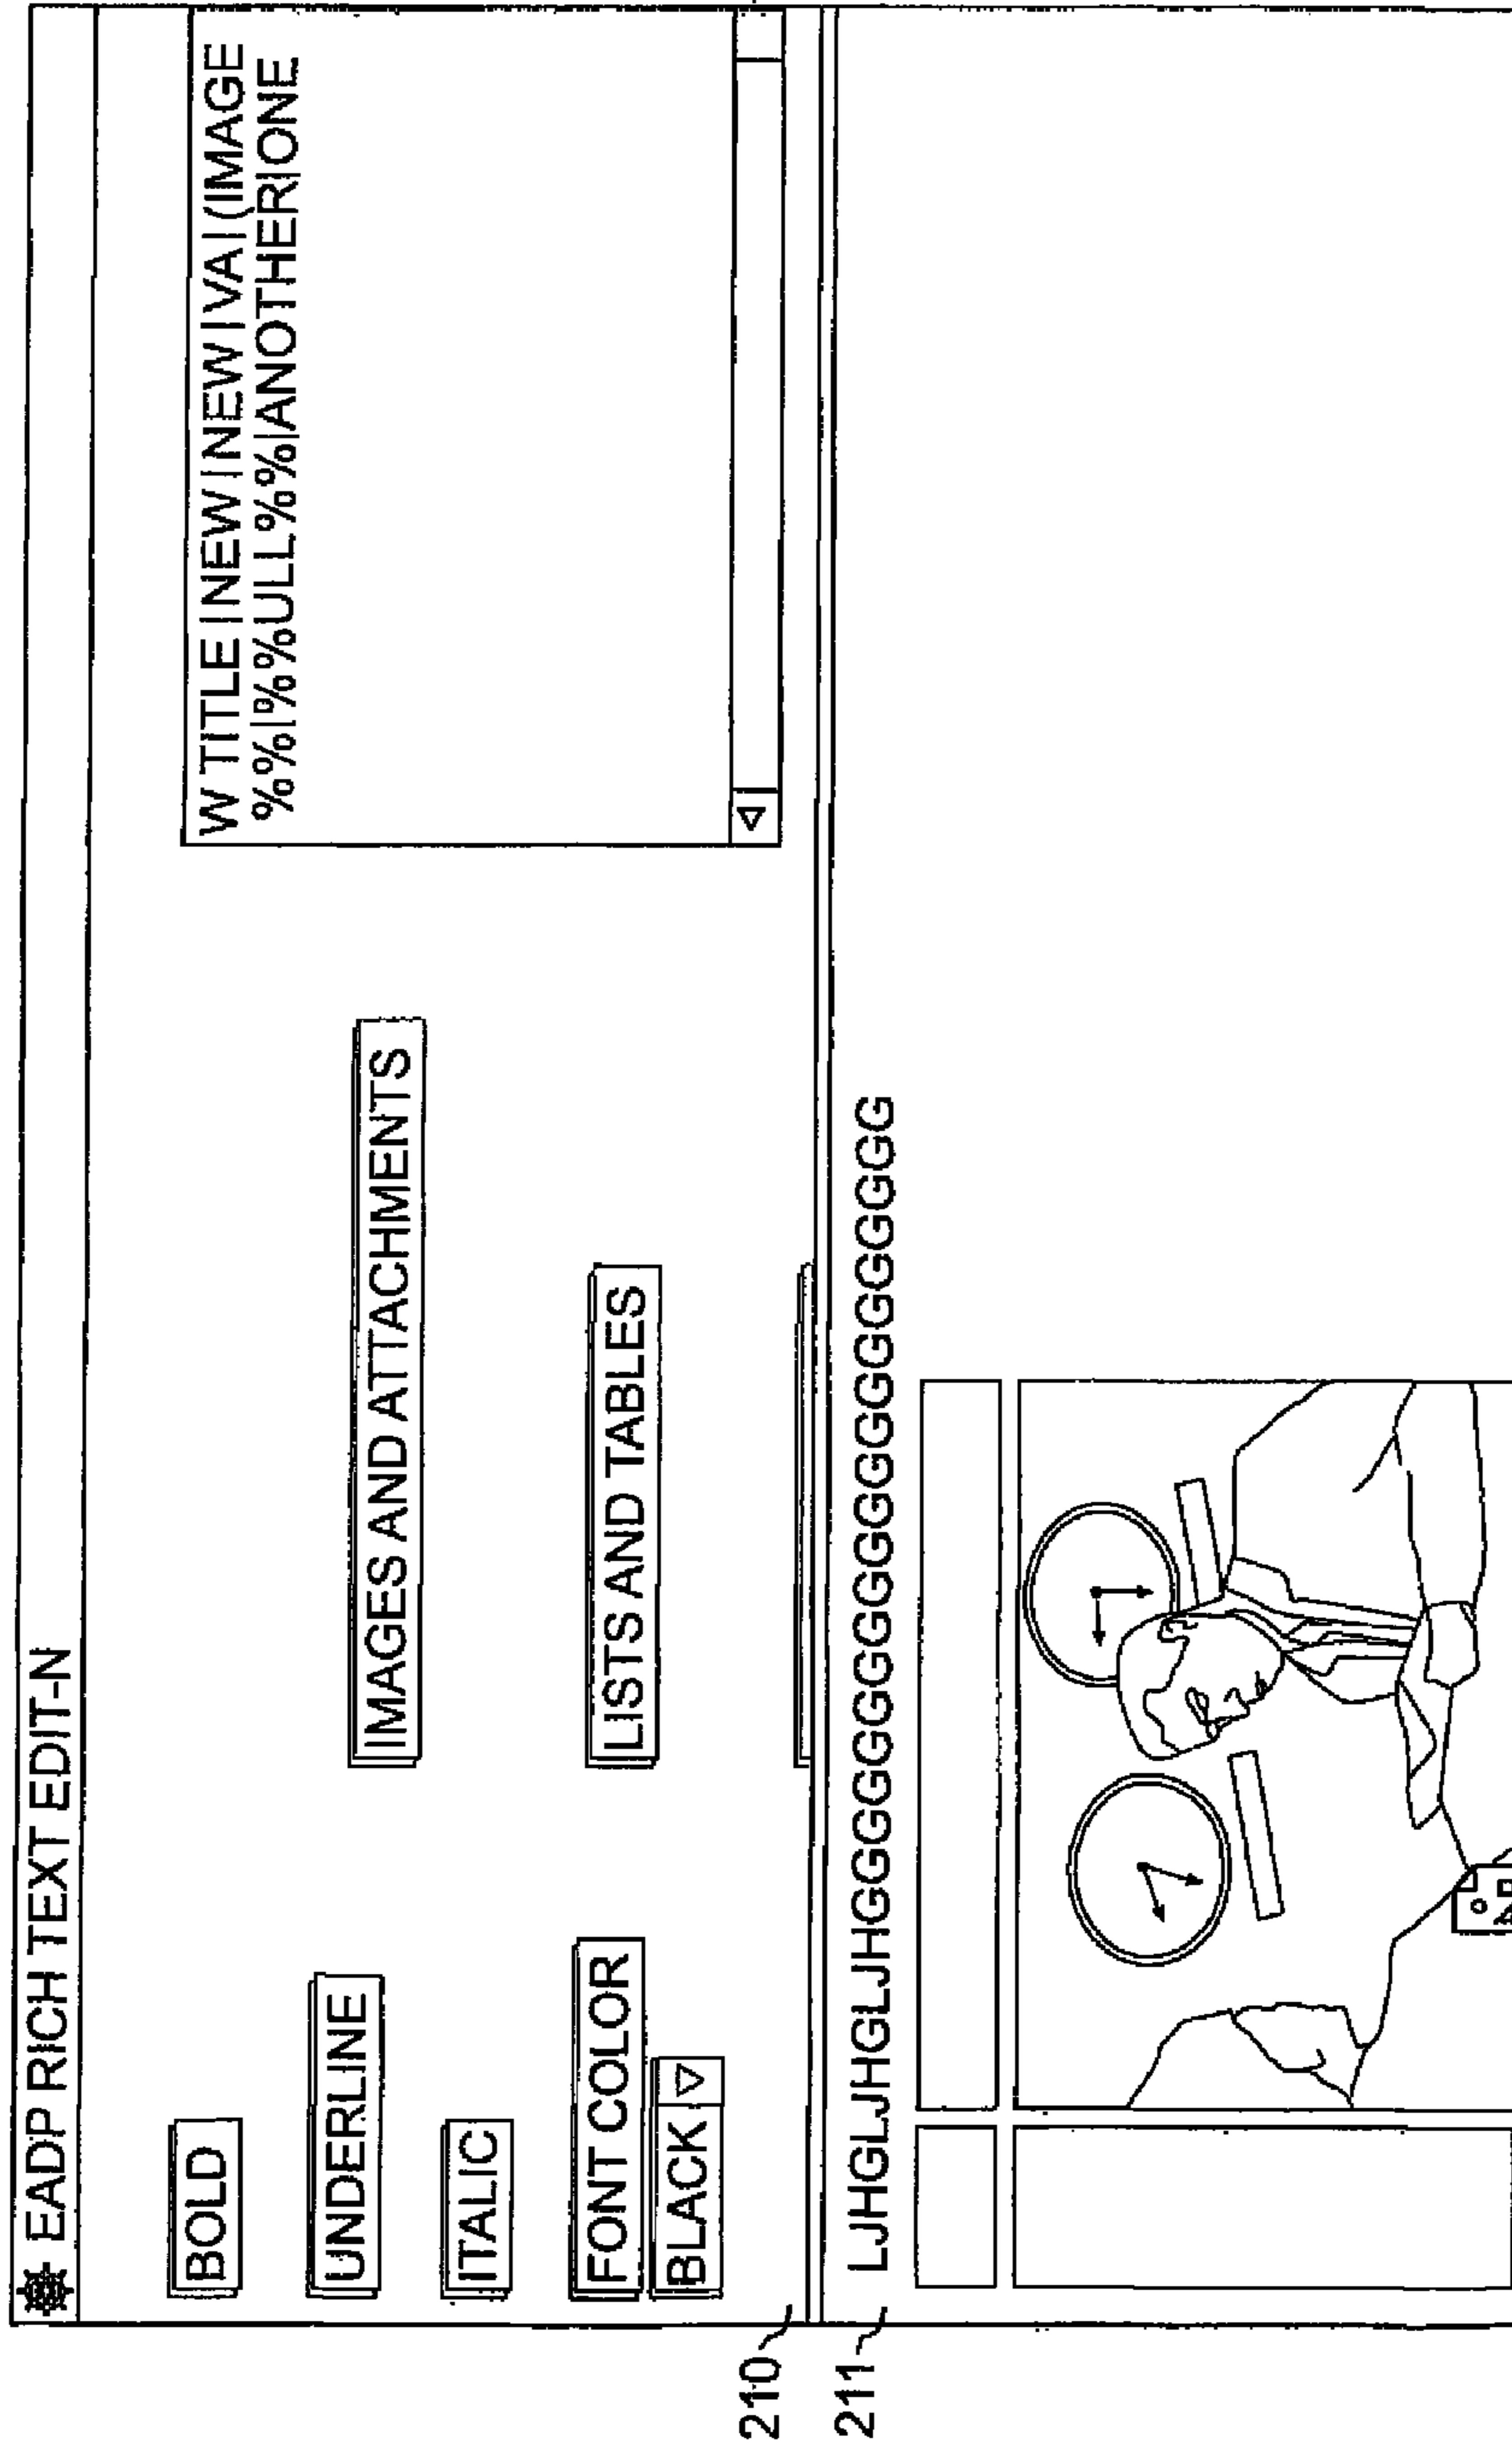 EADP RICH TEXT EDIT-N
BOLD
UNDERLINE
ITALIC
FONT COLOR
BLACK
IMAGES AND ATTACHMENTS
LISTS AND TABLES
W TITLE|NEW|NEW|VA|(IMAGE
%%|%%ULL%%|ANOTHER|ONE
210
211
LJHGLJHGLJHGGGGGGGGGGGGGGGGGGG